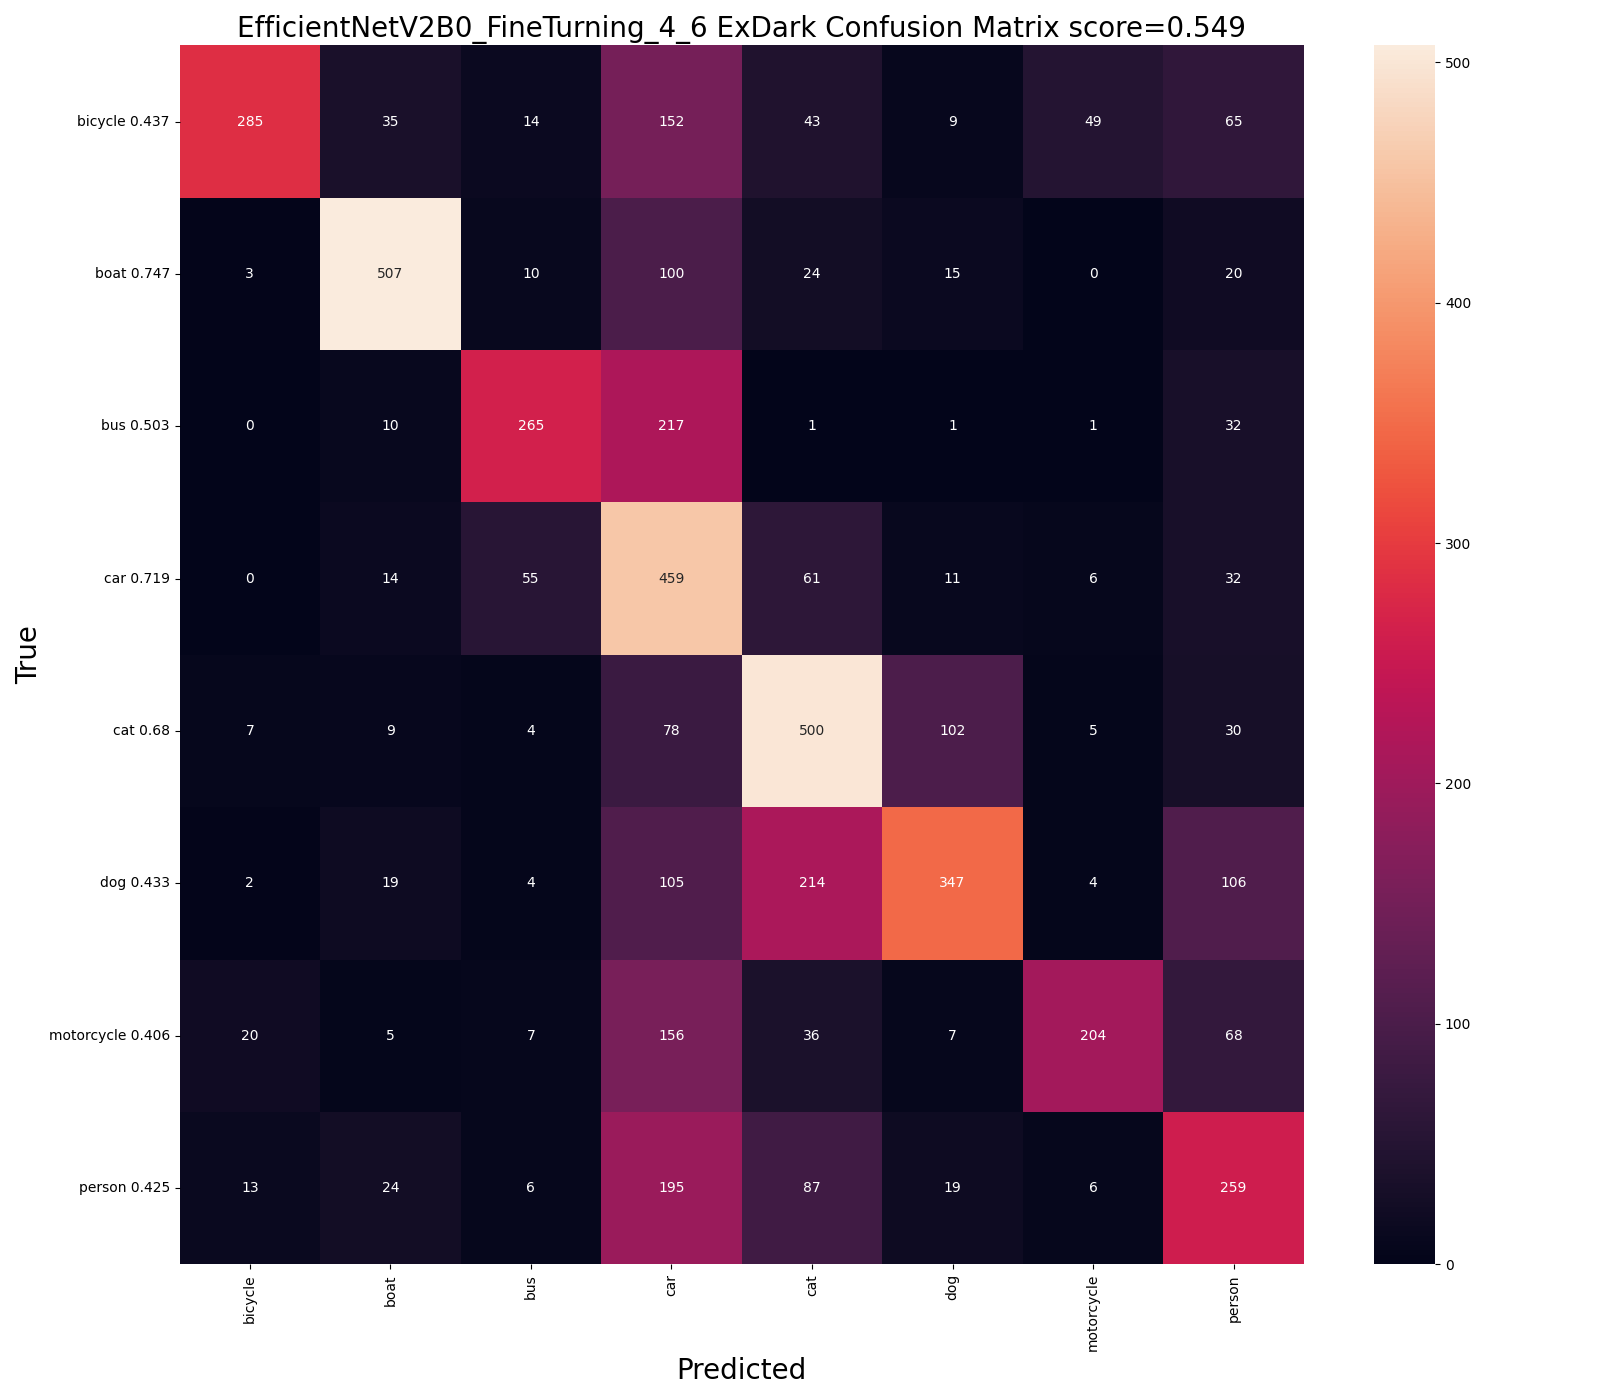 EfficientNetV2B0_FineTurning_4_6 ExDark Confusion Matrix score=0.549
True
bicycle 0.437 285 35 14 152 43 9 49 65
boat 0.747 3 507 10 100 24 15 0 20
bus 0.503 0 10 265 217 1 1 1 32
car 0.719 0 14 55 459 61 11 6 32
cat 0.68 7 9 4 78 500 102 5 30
dog 0.433 2 19 4 105 214 347 4 106
motorcycle 0.406 20 5 7 156 36 7 204 68
person 0.425 13 24 6 195 87 19 6 259
bicycle boat bus car cat dog motorcycle person
Predicted
500
400
300
200
100
0